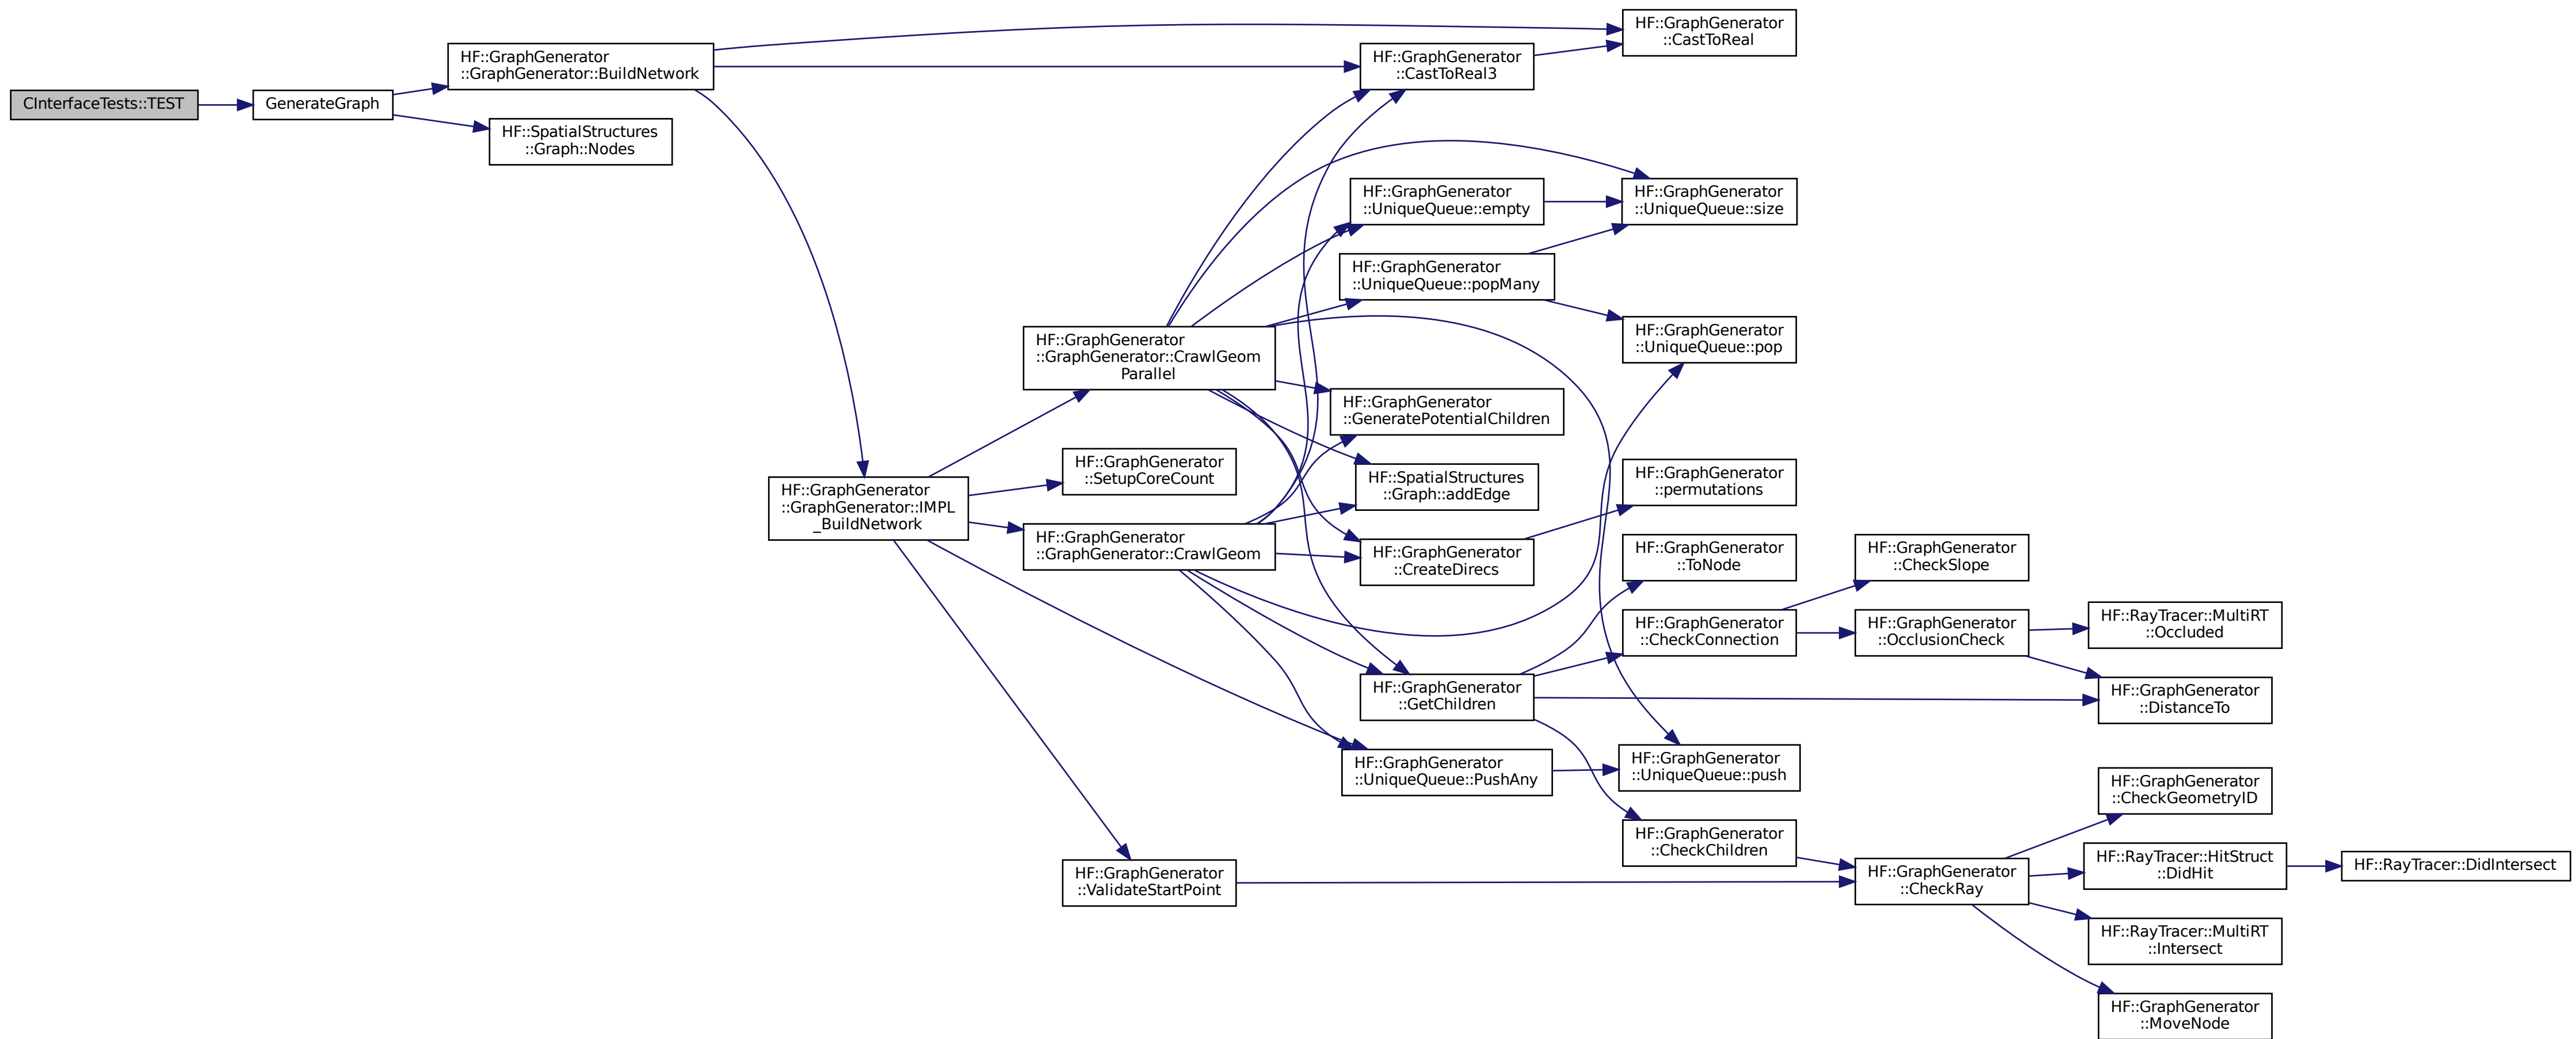 CInterfaceTests::TEST
GenerateGraph
HF::GraphGenerator
::GraphGenerator::BuildNetwork
HF::SpatialStructures
::Graph::Nodes
HF::GraphGenerator
::GraphGenerator::IMPL
_BuildNetwork
HF::GraphGenerator
::GraphGenerator::CrawlGeom
Parallel
HF::GraphGenerator
::SetupCoreCount
HF::GraphGenerator
::GraphGenerator::CrawlGeom
HF::GraphGenerator
::ValidateStartPoint
HF::GraphGenerator
::CastToReal3
HF::GraphGenerator
::UniqueQueue::empty
HF::GraphGenerator
::UniqueQueue::popMany
HF::GraphGenerator
::GeneratePotentialChildren
HF::SpatialStructures
::Graph::addEdge
HF::GraphGenerator
::CreateDirecs
HF::GraphGenerator
::GetChildren
HF::GraphGenerator
::UniqueQueue::PushAny
HF::GraphGenerator
::CastToReal
HF::GraphGenerator
::UniqueQueue::size
HF::GraphGenerator
::UniqueQueue::pop
HF::GraphGenerator
::permutations
HF::GraphGenerator
::ToNode
HF::GraphGenerator
::CheckConnection
HF::GraphGenerator
::UniqueQueue::push
HF::GraphGenerator
::CheckChildren
HF::GraphGenerator
::CheckSlope
HF::GraphGenerator
::OcclusionCheck
HF::GraphGenerator
::CheckRay
HF::RayTracer::MultiRT
::Occluded
HF::GraphGenerator
::DistanceTo
HF::GraphGenerator
::CheckGeometryID
HF::RayTracer::HitStruct
::DidHit
HF::RayTracer::MultiRT
::Intersect
HF::GraphGenerator
::MoveNode
HF::RayTracer::DidIntersect